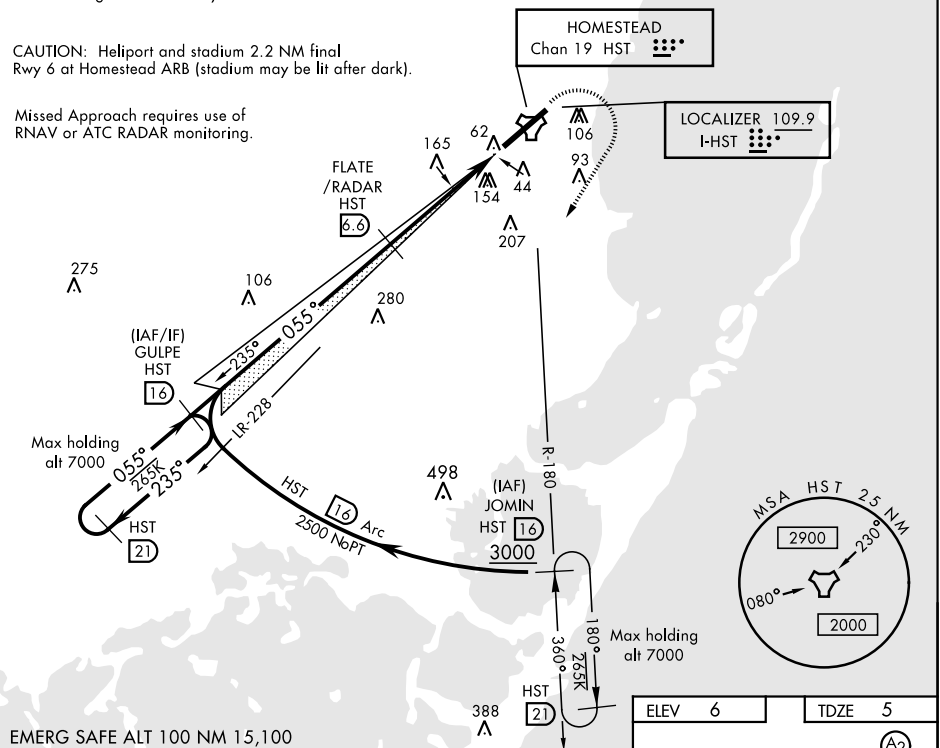 HOMESTEAD
Chan 19 HST
CAUTION: Heliport and stadium 2.2 NM final
Rwy 6 at Homestead ARB (stadium may be lit after dark).
Missed Approach requires use of
RNAV or ATC RADAR monitoring.
LOCALIZER 109.9
I-HST
106
62
165
93
44
154
FLATE
/RADAR
HST
6.6
207
275
106
280
055°
235°
(IAF/IF)
GULPE
HST
16
LR-228
Max holding
alt 7000
055°
265K
235°
HST
21
HST 16 Arc
2500 NoPT
498
R-180
(IAF)
JOMIN
HST 16
3000
MSA HST 25 NM
2900
230°
080°
2000
360°
180°
265K
Max holding
alt 7000
HST
21
388
ELEV 6
TDZE 5
A2
EMERG SAFE ALT 100 NM 15,100